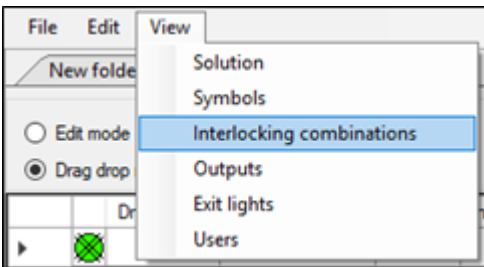 File Edit View
New folde
Solution
Symbols
Edit mode
Interlocking combinations
Drag drop
Outputs
Dr
Exit lights
Users